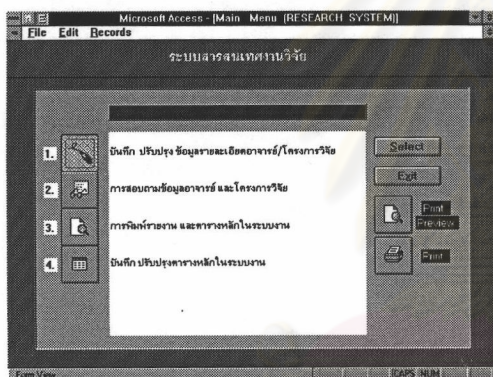 Microsoft Access - [Main Menu (RESEARCH SYSTEM)]
File Edit Records
ระบบสารสนเทศงานวิจัย
1. บันทึก ปรับปรุง ข้อมูลรายละเอียดอาจารย์/โครงการวิจัย
2. การสอบถามข้อมูลอาจารย์ และโครงการวิจัย
3. การพิมพ์รายงาน และตารางหลักในระบบงาน
4. บันทึก ปรับปรุงตารางหลักในระบบงาน
Select
Exit
Print
Preview
Print
Form View
CAPS NUM